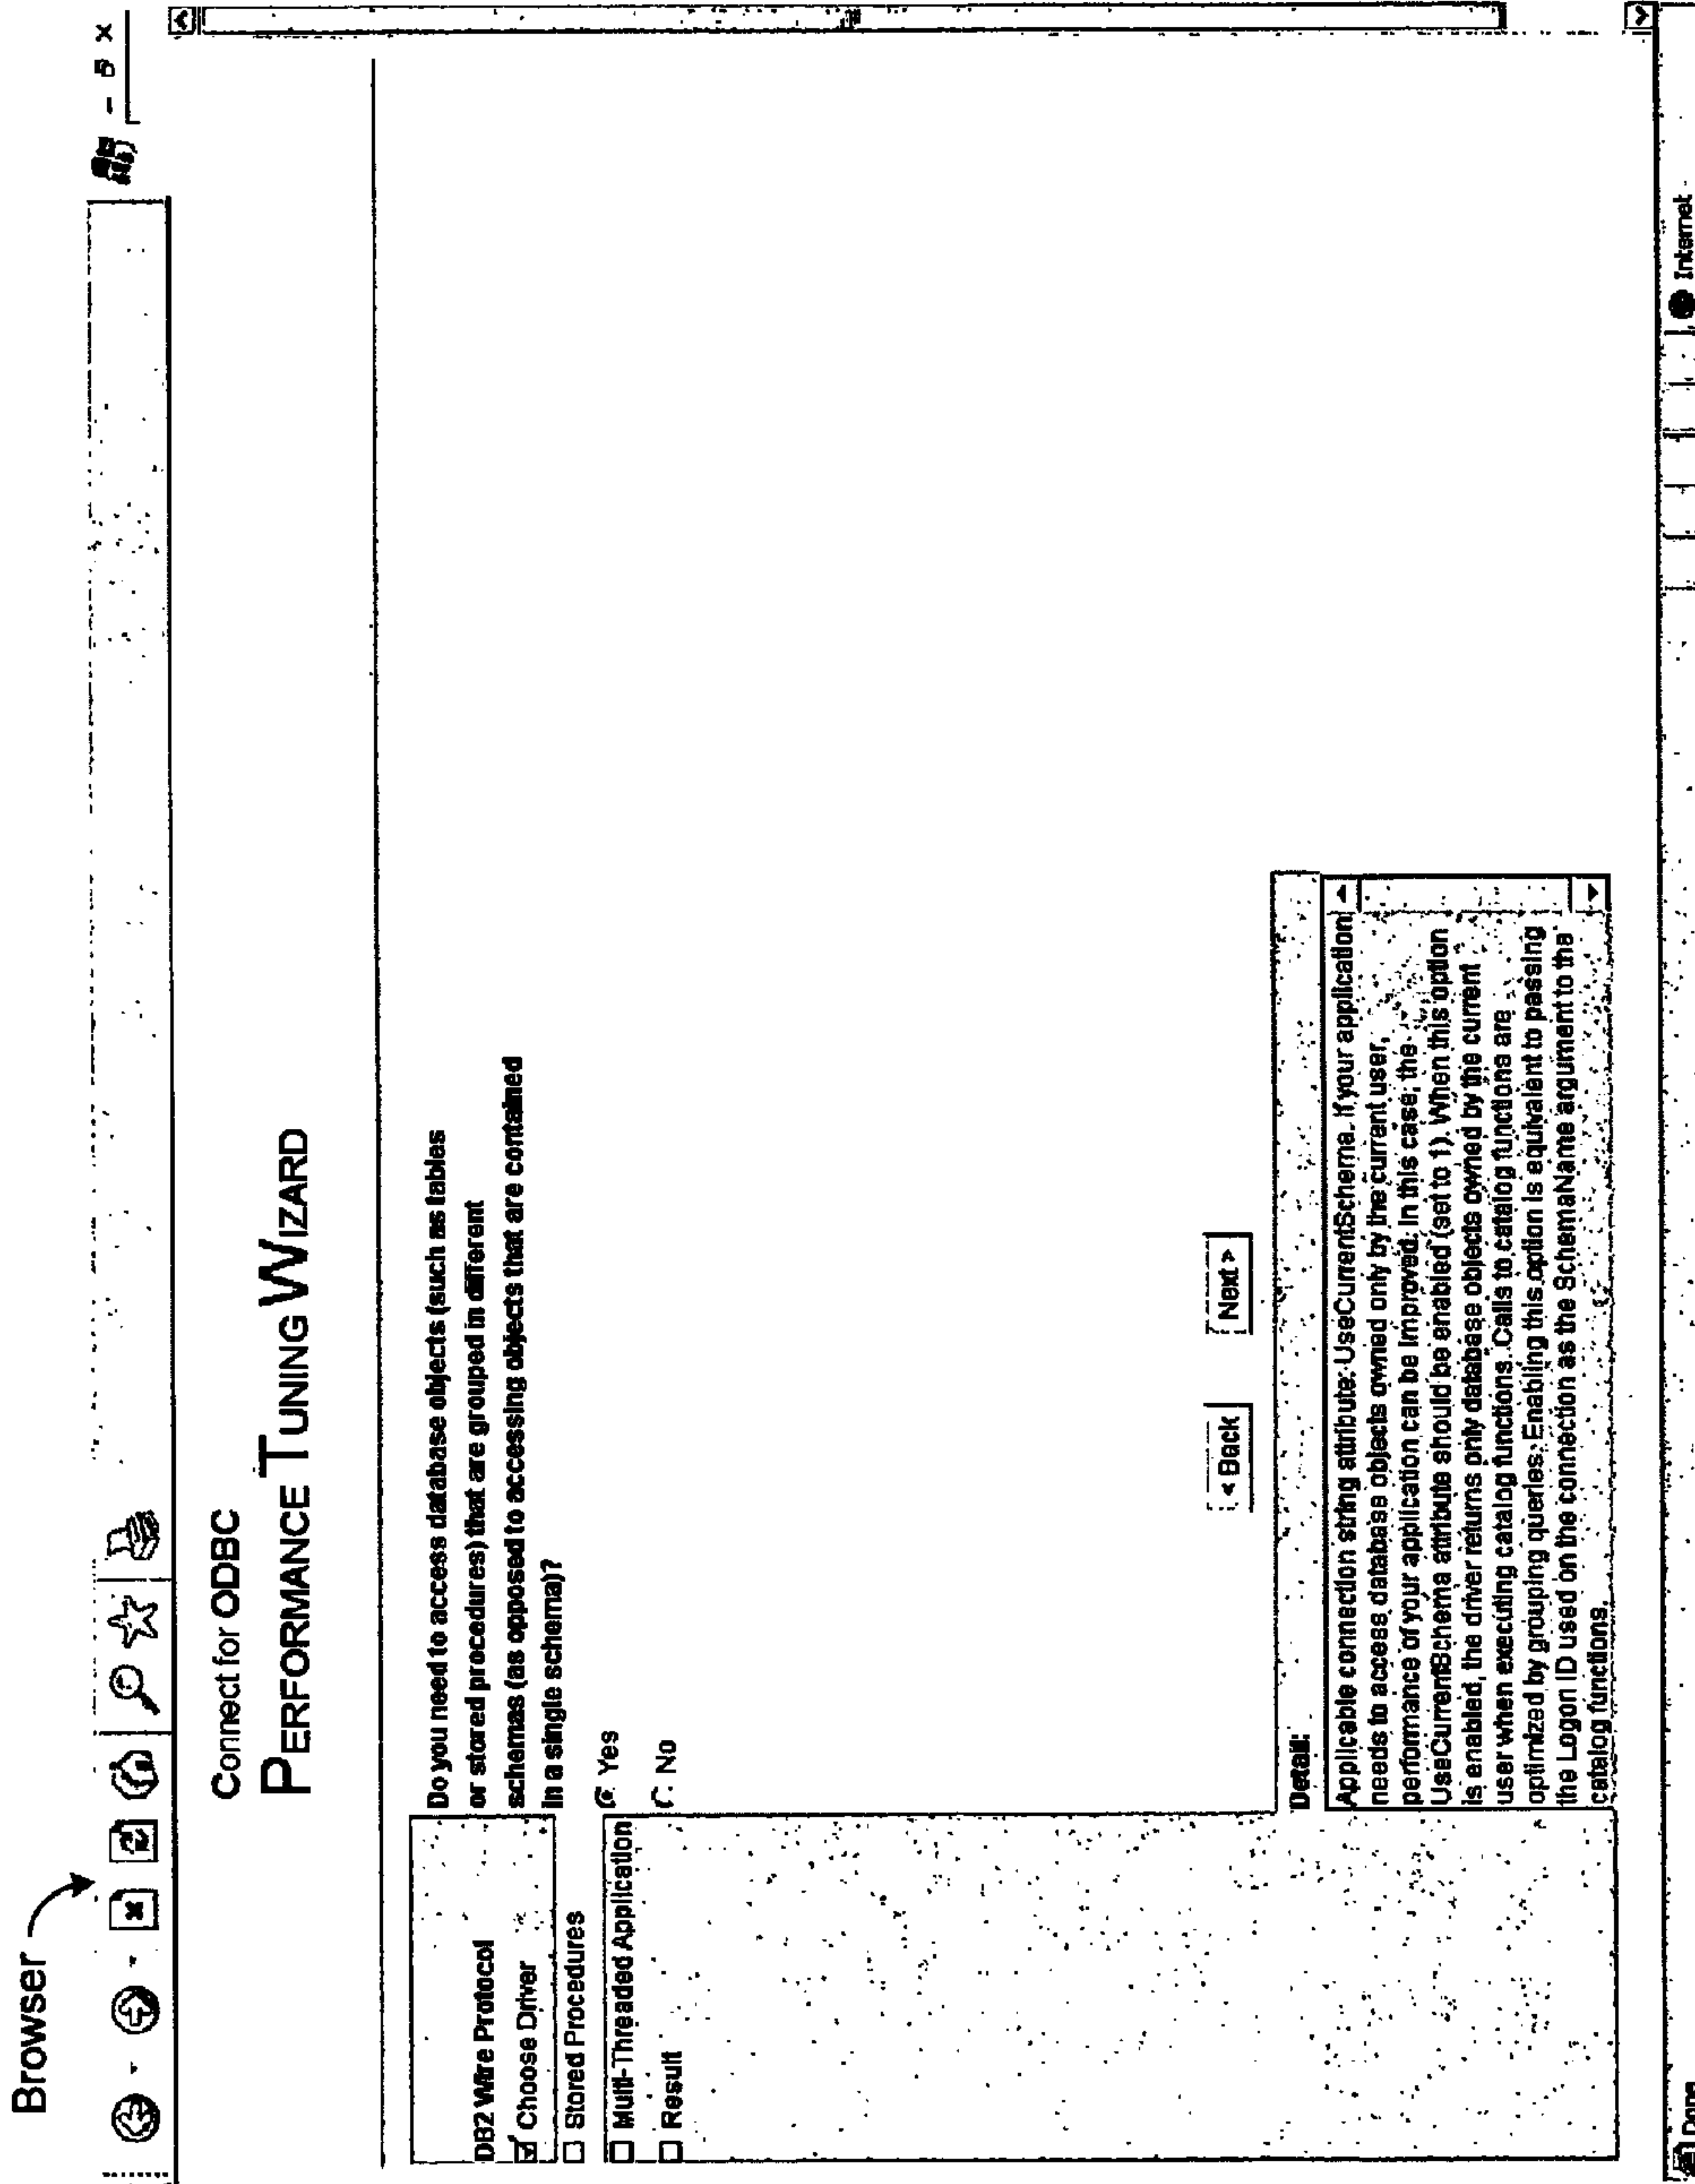 Browser
Connect for ODBC
PERFORMANCE TUNING WIZARD
DB2 Wire Protocol
Choose Driver
Stored Procedures
Multi-Threaded Application
Result
Do you need to access database objects (such as tables
or stored procedures) that are grouped in different
schemas (as opposed to accessing objects that are contained
in a single schema)?
Yes
No
< Back
Next >
Detail:
Applicable connection string attribute: UseCurrentSchema. If your application
needs to access database objects owned only by the current user,
performance of your application can be improved. In this case, the
UseCurrentSchema attribute should be enabled (set to 1). When this option
is enabled, the driver returns only database objects owned by the current
user when executing catalog functions. Calls to catalog functions are
optimized by grouping queries. Enabling this option is equivalent to passing
the Logon ID used on the connection as the SchemaName argument to the
catalog functions.
Done
Internet